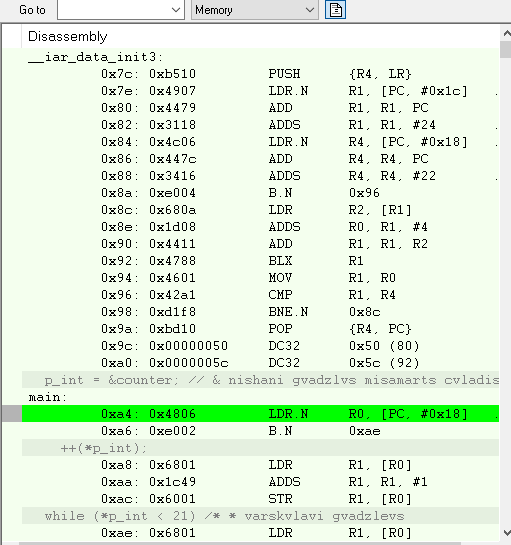 Go to Memory
Disassembly
__iar_data_init3:
0x7c: 0xb510 PUSH {R4, LR}
0x7e: 0x4907 LDR.N R1, [PC, #0x1c] .
0x80: 0x4479 ADD R1, R1, PC
0x82: 0x3118 ADDS R1, R1, #24 .
0x84: 0x4c06 LDR.N R4, [PC, #0x18] .
0x86: 0x447c ADD R4, R4, PC
0x88: 0x3416 ADDS R4, R4, #22 .
0x8a: 0xe004 B.N 0x96
0x8c: 0x680a LDR R2, [R1]
0x8e: 0x1d08 ADDS R0, R1, #4
0x90: 0x4411 ADD R1, R1, R2
0x92: 0x4788 BLX R1
0x94: 0x4601 MOV R1, R0
0x96: 0x42a1 CMP R1, R4
0x98: 0xd1f8 BNE.N 0x8c
0x9a: 0xbd10 POP {R4, PC}
0x9c: 0x00000050 DC32 0x50 (80)
0xa0: 0x0000005c DC32 0x5c (92)
p_int = &counter; // & nishani gvadzlvs misamarts cvladis
main:
0xa4: 0x4806 LDR.N R0, [PC, #0x18] .
0xa6: 0xe002 B.N 0xae
++(*p_int);
0xa8: 0x6801 LDR R1, [R0]
0xaa: 0x1c49 ADDS R1, R1, #1
0xac: 0x6001 STR R1, [R0]
while (*p_int < 21) /* * varskvlavi gvadzlevs
0xae: 0x6801 LDR R1, [R0]